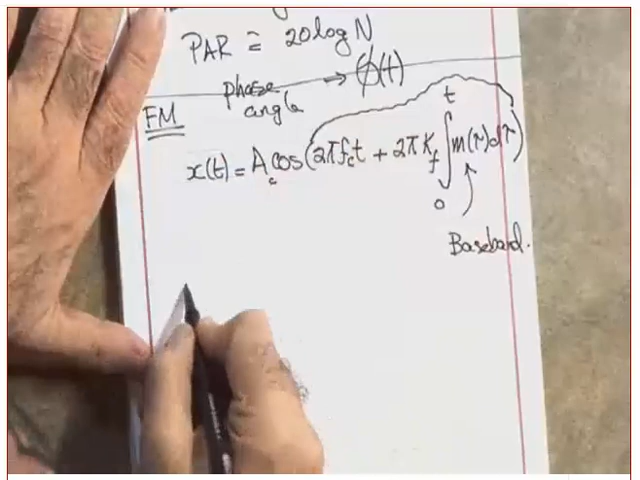 PAR ≡ 20 log N
phase → φ(t)
angle
FM
x(t) = A_c cos(2πf_c t + 2πK_f ∫_0^t m(τ)dτ)
Baseband.